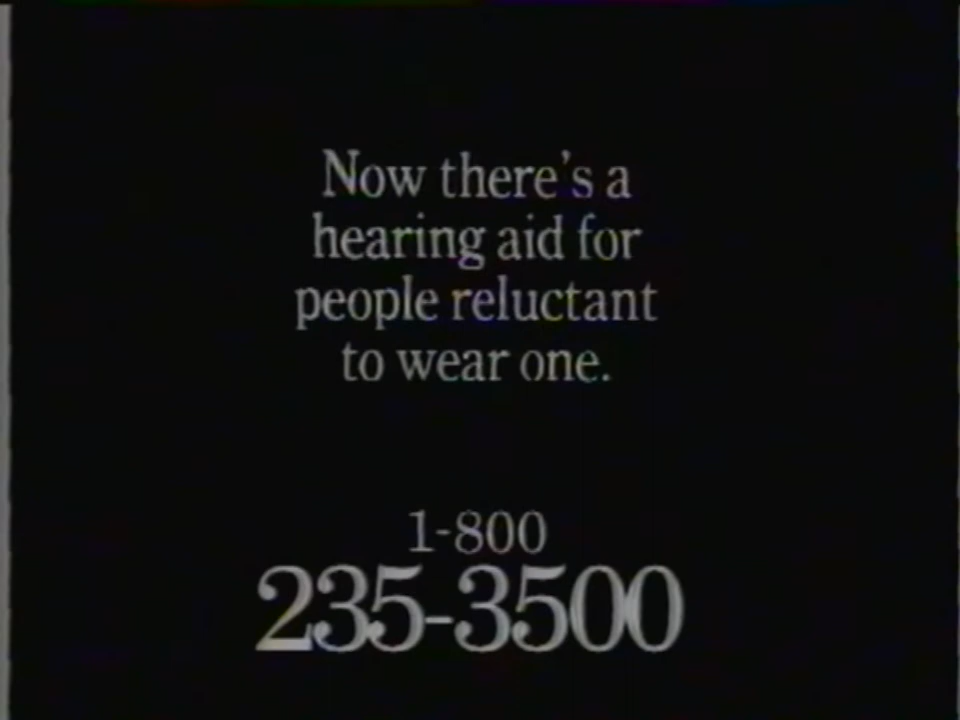 Now there's a
hearing aid for
people reluctant
to wear one.
1-800
235-3500